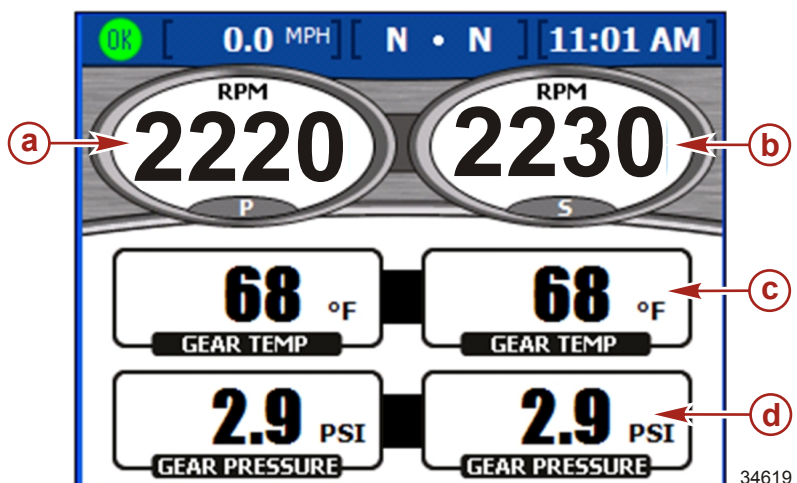 OK [ 0.0 MPH ] [ N • N ] [ 11:01 AM ]
RPM RPM
a 2220 2230 b
P S
68 °F 68 °F c
GEAR TEMP GEAR TEMP
2.9 PSI 2.9 PSI d
GEAR PRESSURE GEAR PRESSURE
34619